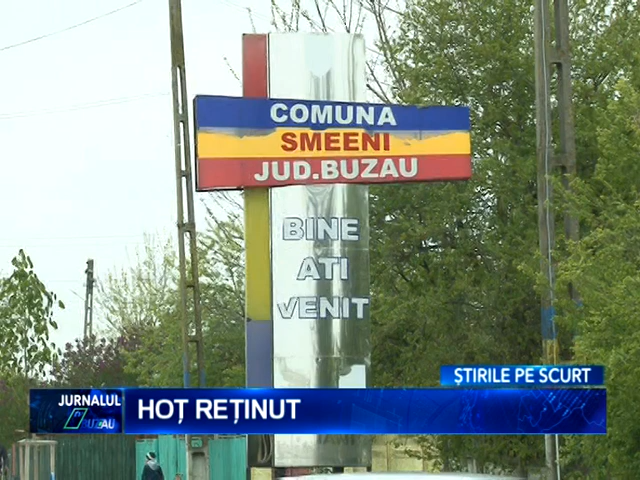 COMUNA
SMEENI
JUD.BUZAU
BINE
ATI
VENIT
ȘTIRILE PE SCURT
JURNALUL
BUZAU
HOȚ REȚINUT